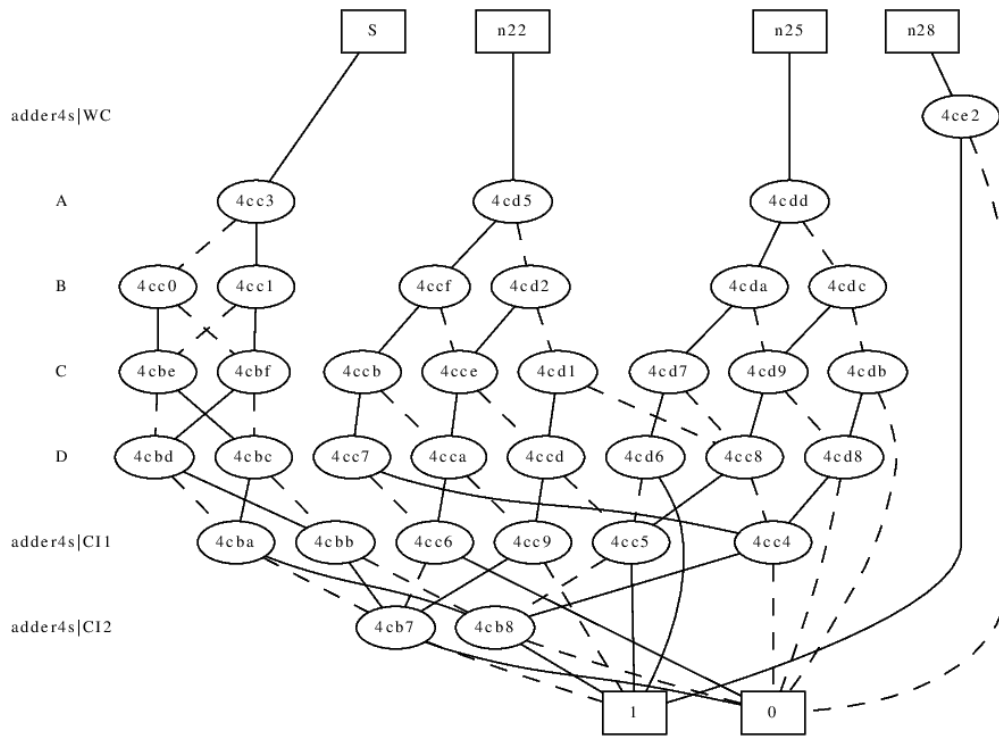 S n22 n25 n28
adder4s|WC 4ce2
A 4cc3 4cd5 4cdd
B 4cc0 4cc1 4ccf 4cd2 4cda 4cdc
C 4cbe 4cbf 4ccb 4cce 4cd1 4cd7 4cd9 4cdb
D 4cbd 4cbc 4cc7 4cca 4ccd 4cd6 4cc8 4cd8
adder4s|CI1 4cba 4cbb 4cc6 4cc9 4cc5 4cc4
adder4s|CI2 4cb7 4cb8
1 0